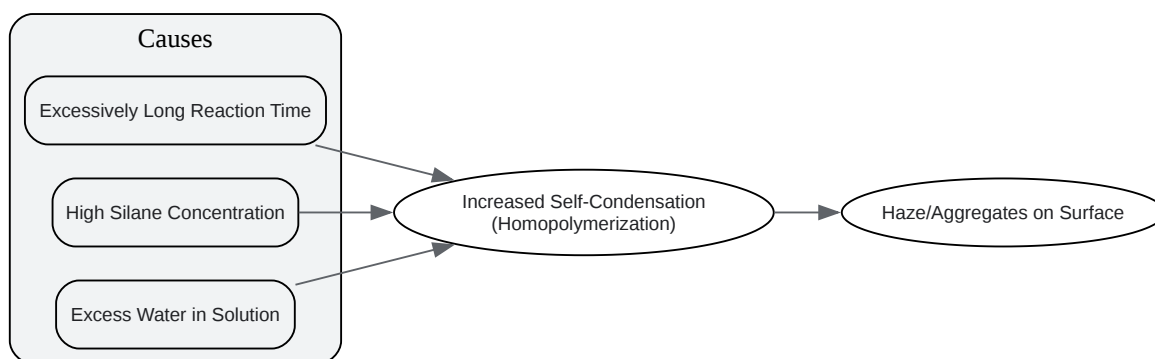 Causes
Excessively Long Reaction Time
High Silane Concentration
Excess Water in Solution
Increased Self-Condensation
(Homopolymerization)
Haze/Aggregates on Surface